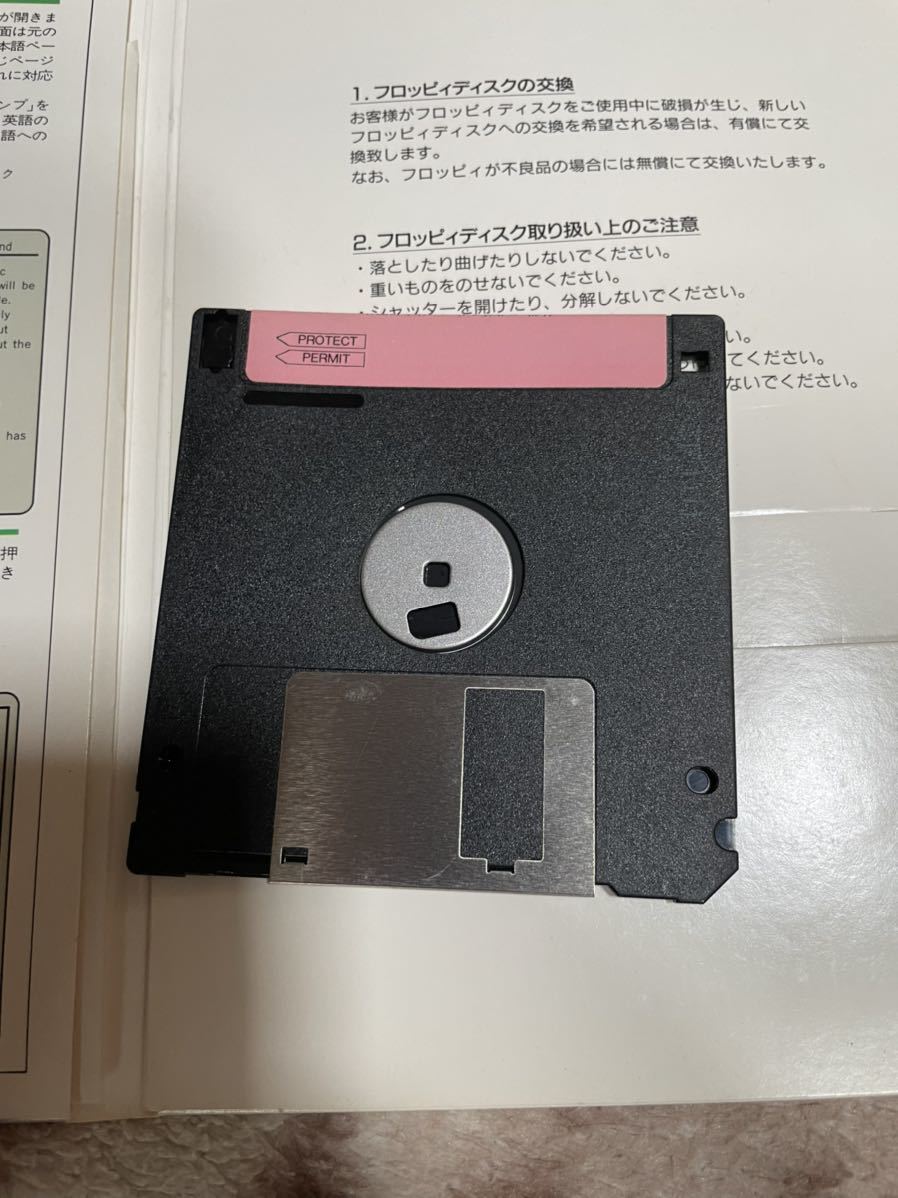 が開きま
面は元の
本語ペー
じページ
れに対応
ンプ」を
英語の
語への
ク
nd
c
will be
le.
ly
ut
ut the
has
押
き
1. フロッピィディスクの交換
お客様がフロッピィディスクをご使用中に破損が生じ、新しい
フロッピィディスクへの交換を希望される場合は、有償にて交
換致します。
なお、フロッピィが不良品の場合には無償にて交換いたします。
2. フロッピィディスク取り扱い上のご注意
・落としたり曲げたりしないでください。
・重いものをのせないでください。
・シャッターを開けたり、分解しないでください。
い。
てください。
ないでください。
PROTECT
PERMIT